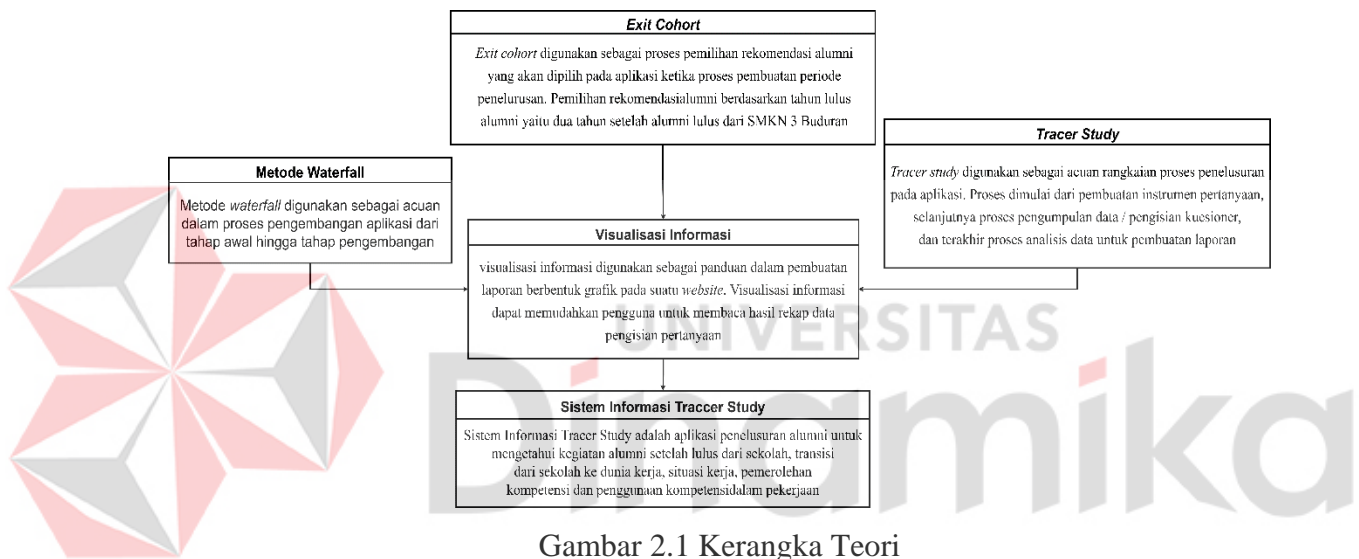 Exit Cohort
Exit cohort digunakan sebagai proses pemilihan rekomendasi alumni
yang akan dipilih pada aplikasi ketika proses pembuatan periode
penelurusan. Pemilihan rekomendasialumni berdasarkan tahun lulus
alumni yaitu dua tahun setelah alumni lulus dari SMKN 3 Buduran
Metode Waterfall
Metode waterfall digunakan sebagai acuan
dalam proses pengembangan aplikasi dari
tahap awal hingga tahap pengembangan
Tracer Study
Tracer study digunakan sebagai acuan rangkaian proses penelusuran
pada aplikasi. Proses dimulai dari pembuatan instrumen pertanyaan,
selanjutnya proses pengumpulan data / pengisian kuesioner,
dan terakhir proses analisis data untuk pembuatan laporan
Visualisasi Informasi
visualisasi informasi digunakan sebagai panduan dalam pembuatan
laporan berbentuk grafik pada suatu website. Visualisasi informasi
dapat memudahkan pengguna untuk membaca hasil rekap data
pengisian pertanyaan
UNIVERSITAS
Dinamika
Sistem Informasi Traccer Study
Sistem Informasi Tracer Study adalah aplikasi penelusuran alumni untuk
mengetahui kegiatan alumni setelah lulus dari sekolah, transisi
dari sekolah ke dunia kerja, situasi kerja, pemerolehan
kompetensi dan penggunaan kompetensidalam pekerjaan
Gambar 2.1 Kerangka Teori